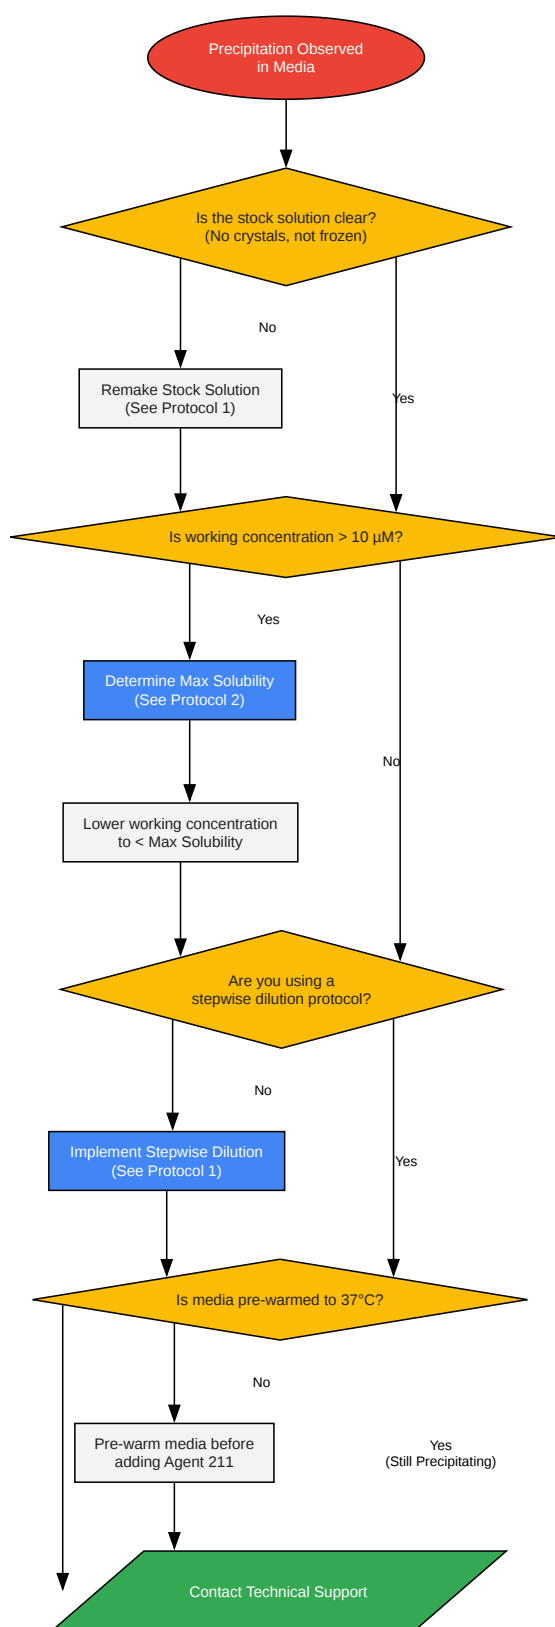 Precipitation Observed
in Media
Is the stock solution clear?
(No crystals, not frozen)
No
Remake Stock Solution
(See Protocol 1)
Yes
Is working concentration > 10 µM?
Yes
Determine Max Solubility
(See Protocol 2)
No
Lower working concentration
to < Max Solubility
Are you using a
stepwise dilution protocol?
No
Implement Stepwise Dilution
(See Protocol 1)
Yes
Is media pre-warmed to 37°C?
No
Pre-warm media before
adding Agent 211
Yes
(Still Precipitating)
Contact Technical Support